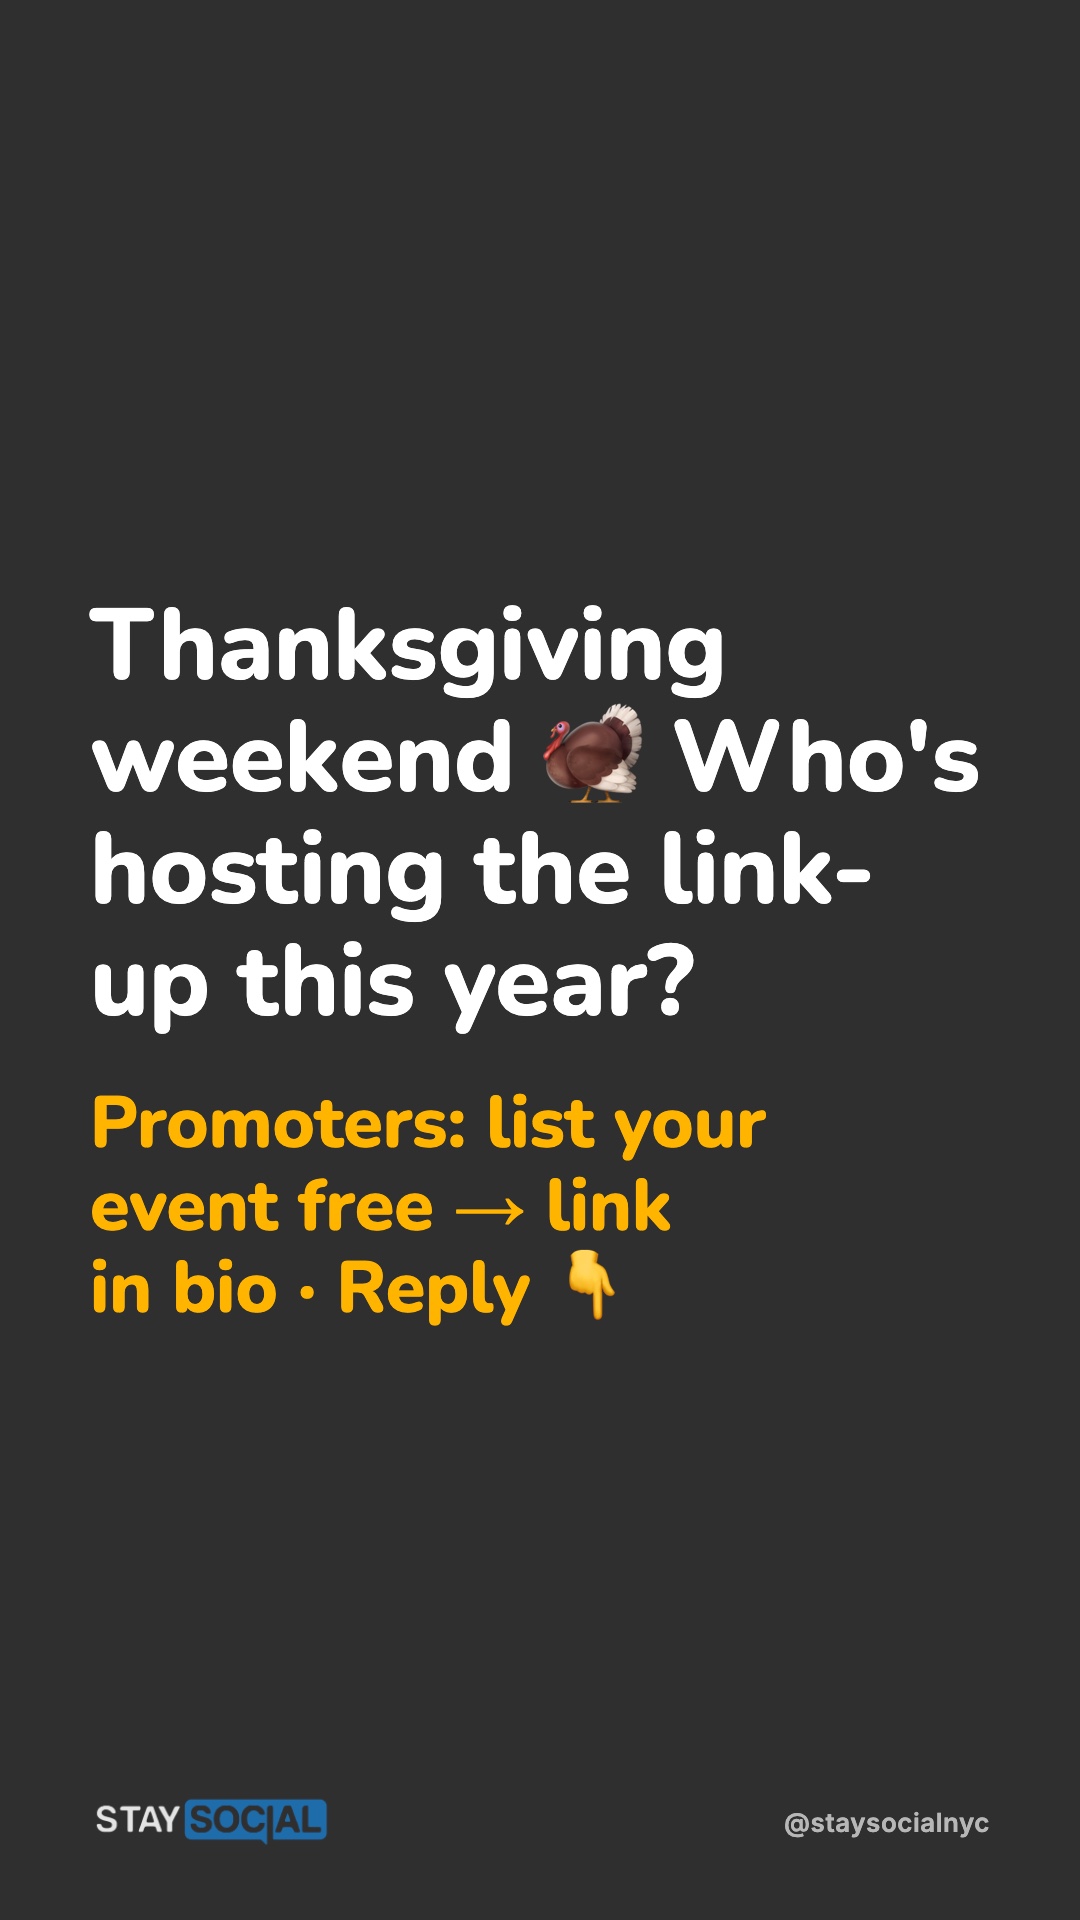 Thanksgiving
weekend 🦃 Who's
hosting the link-
up this year?
Promoters: list your
event free → link
in bio · Reply 👇
STAY SOCIAL
@staysocialnyc